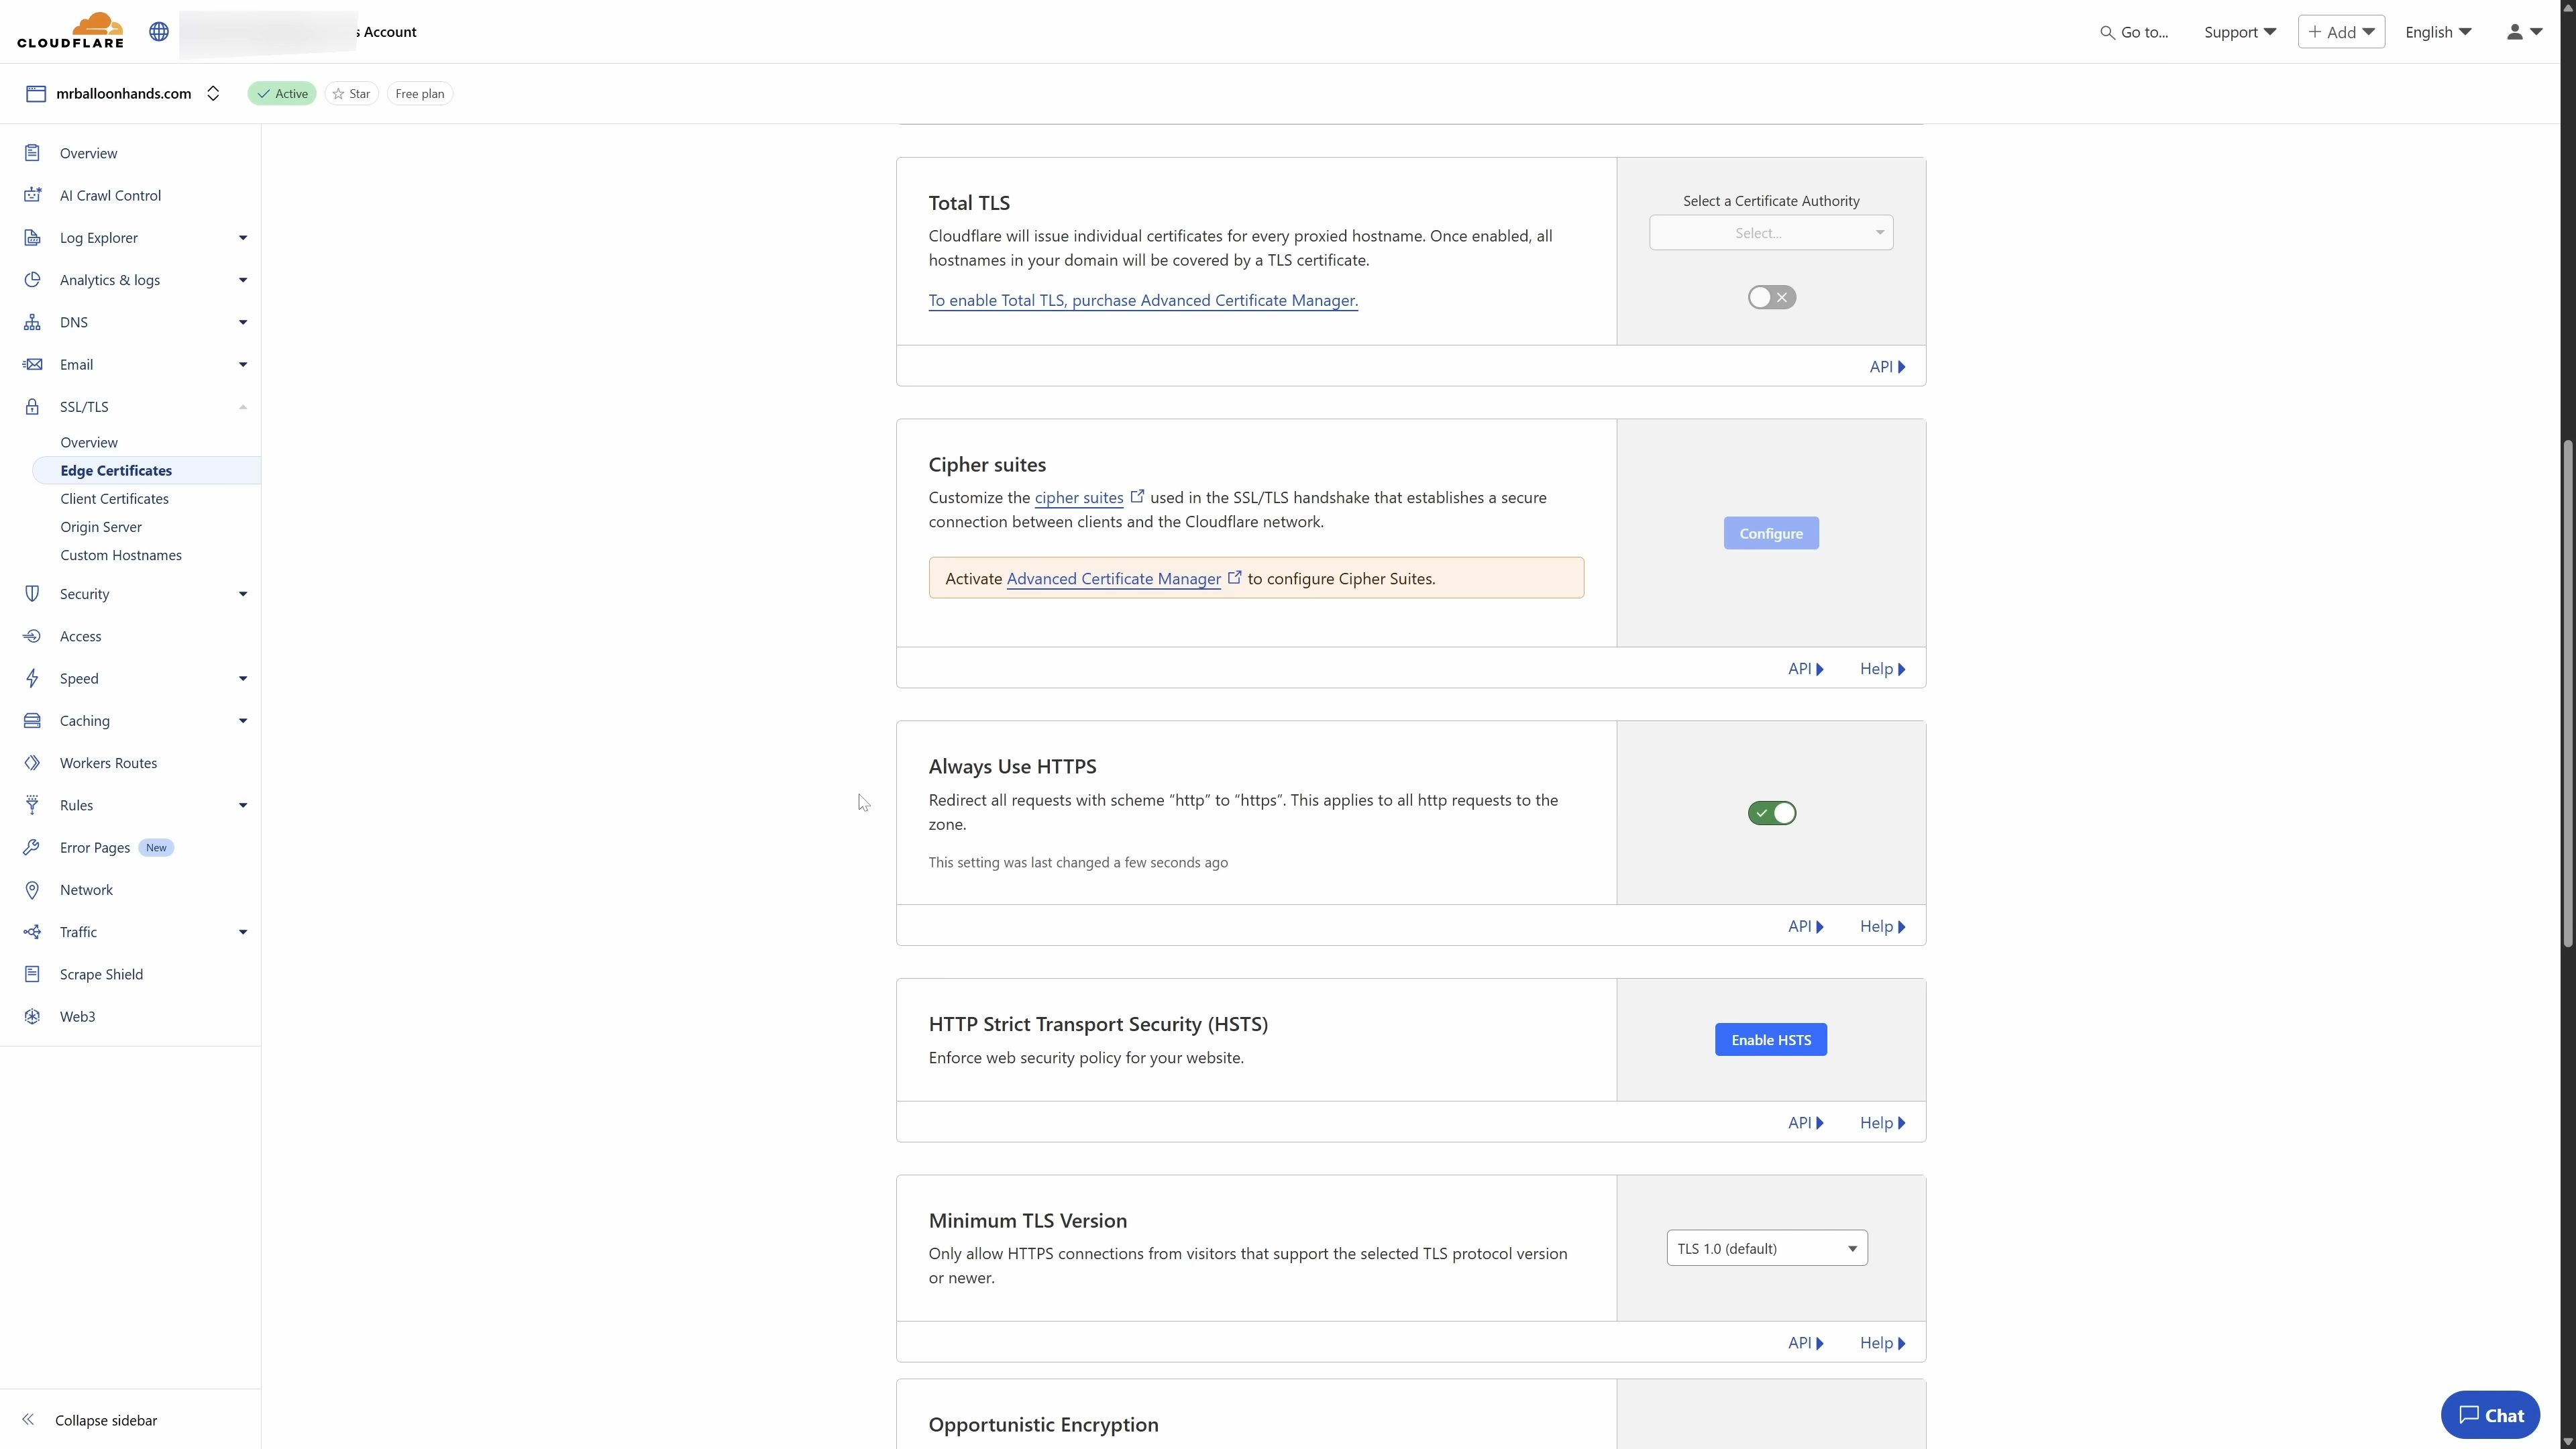 CLOUDFLARE
Account
Go to...
Support
Add
English
mrballoonhands.com
Active
Star
Free plan
Overview
AI Crawl Control
Log Explorer
Analytics & logs
DNS
Email
SSL/TLS
Overview
Edge Certificates
Client Certificates
Origin Server
Custom Hostnames
Security
Access
Speed
Caching
Workers Routes
Rules
Error Pages New
Network
Traffic
Scrape Shield
Web3
Collapse sidebar
Total TLS
Cloudflare will issue individual certificates for every proxied hostname. Once enabled, all
hostnames in your domain will be covered by a TLS certificate.
To enable Total TLS, purchase Advanced Certificate Manager.
Select a Certificate Authority
Select...
API
Cipher suites
Customize the cipher suites used in the SSL/TLS handshake that establishes a secure
connection between clients and the Cloudflare network.
Activate Advanced Certificate Manager to configure Cipher Suites.
Configure
API Help
Always Use HTTPS
Redirect all requests with scheme “http” to “https”. This applies to all http requests to the
zone.
This setting was last changed a few seconds ago
API Help
HTTP Strict Transport Security (HSTS)
Enforce web security policy for your website.
Enable HSTS
API Help
Minimum TLS Version
Only allow HTTPS connections from visitors that support the selected TLS protocol version
or newer.
TLS 1.0 (default)
API Help
Opportunistic Encryption
Chat